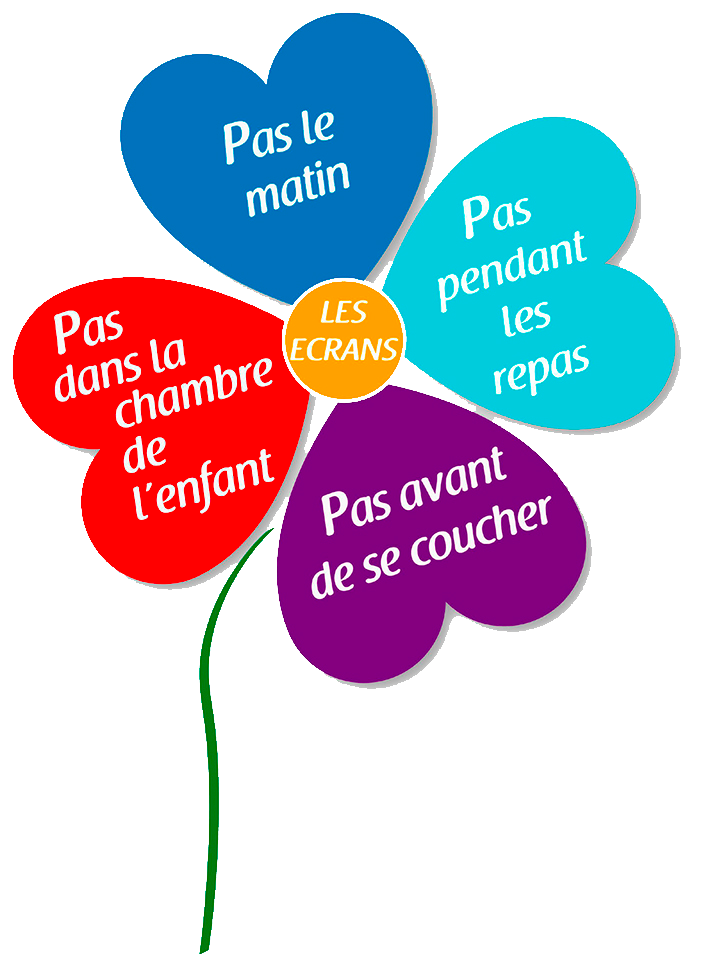 Pas le
matin
Pas
pendant
les
repas
LES
ECRANS
Pas
dans la
chambre
de
l'enfant
Pas avant
de se coucher